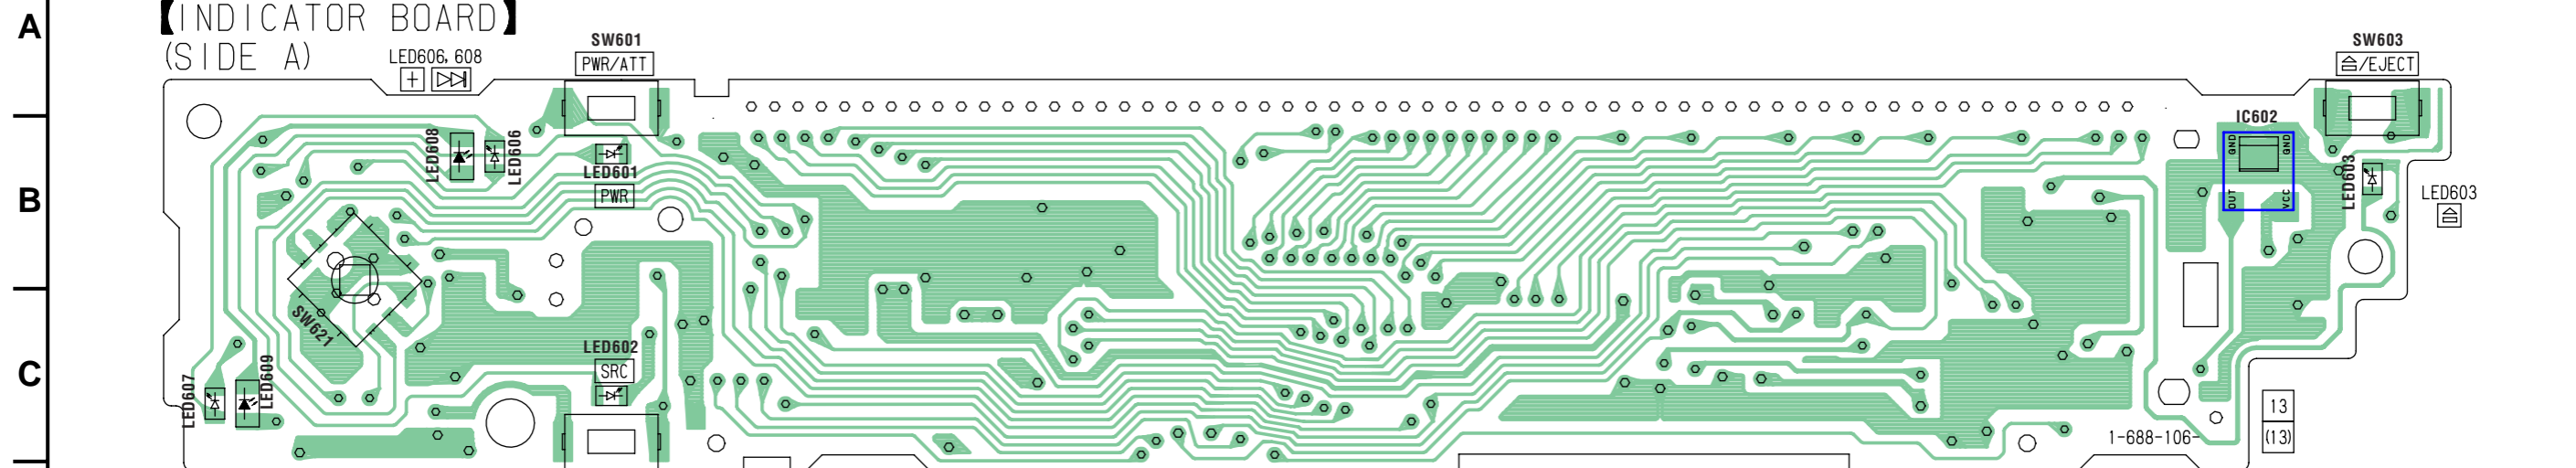 A
【INDICATOR BOARD】
(SIDE A)
LED606, 608
SW601
PWR/ATT
SW603
/EJECT
IC602
GND
GND
OUT
VCC
B
LED608
LED606
LED601
PWR
LED603
LED603
SW621
C
LED602
SRC
LED607
LED609
13
(13)
1-688-106-